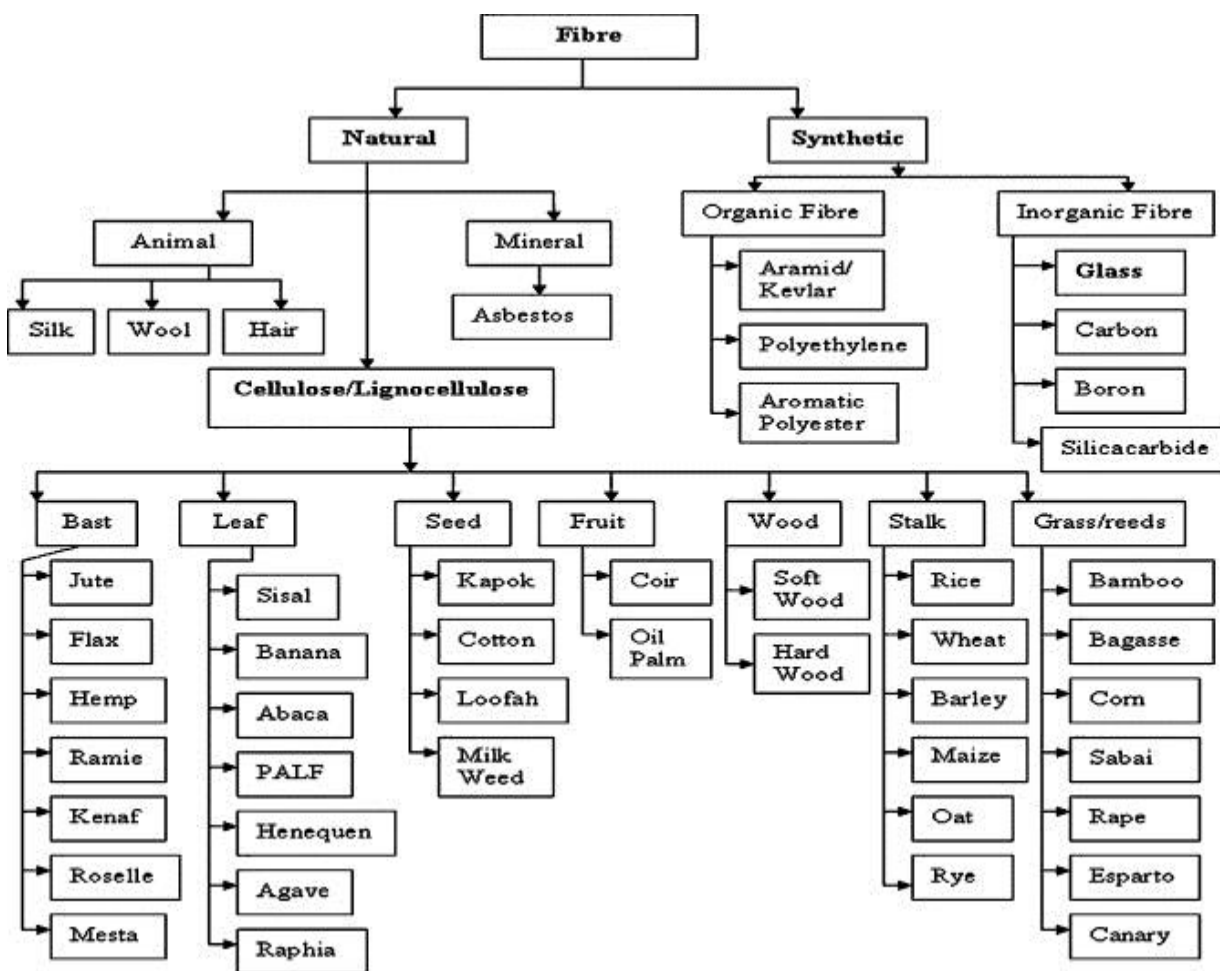 Fibre
Natural
Synthetic
Animal
Mineral
Organic Fibre
Inorganic Fibre
Silk
Wool
Hair
Asbestos
Aramid/
Kevlar
Polyethylene
Aromatic
Polyester
Glass
Carbon
Boron
Silicacarbide
Cellulose/Lignocellulose
Bast
Jute
Flax
Hemp
Ramie
Kenaf
Roselle
Mesta
Leaf
Sisal
Banana
Abaca
PALF
Henequen
Agave
Raphia
Seed
Kapok
Cotton
Loofah
Milk
Weed
Fruit
Coir
Oil
Palm
Wood
Soft
Wood
Hard
Wood
Stalk
Rice
Wheat
Barley
Maize
Oat
Rye
Grass/reeds
Bamboo
Bagasse
Corn
Sabai
Rape
Esparto
Canary